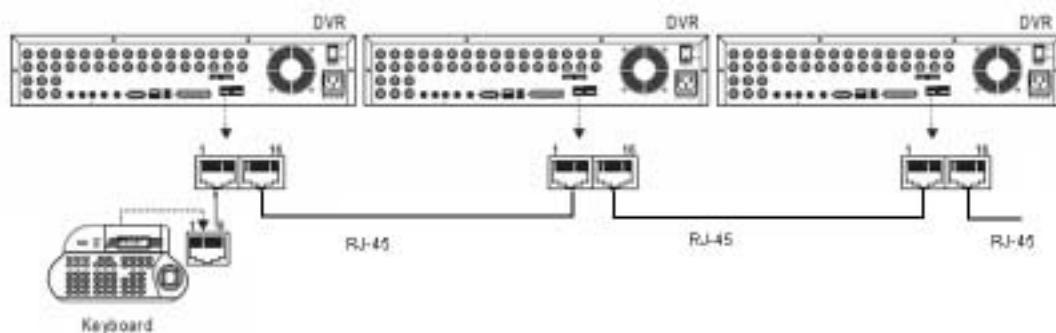 DVR DVR DVR
1 16 1 16 1 16
1
RJ-45 RJ-45 RJ-45
Keyboard